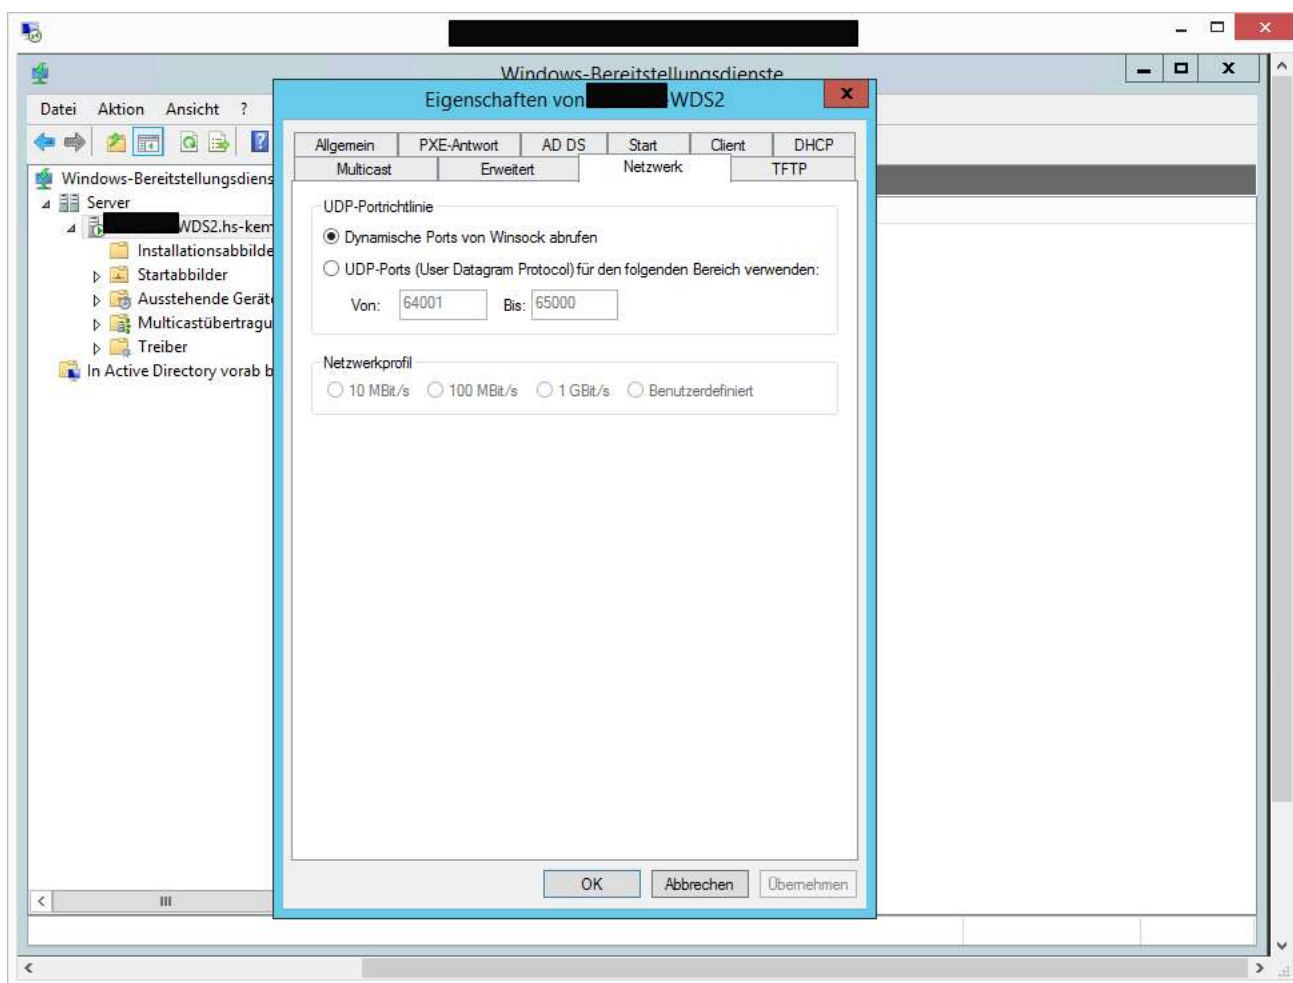 Windows-Bereitstellungsdienste
Eigenschaften von WDS2
Datei Aktion Ansicht ?
Allgemein PXE-Antwort AD DS Start Client DHCP
Multicast Erweitert Netzwerk TFTP
Windows-Bereitstellungsdiens
Server
WDS2.hs-kem
Installationsabbilde
Startabbilder
Ausstehende Geräte
Multicastübertragu
Treiber
In Active Directory vorab b
UDP-Portrichtlinie
Dynamische Ports von Winsock abrufen
UDP-Ports (User Datagram Protocol) für den folgenden Bereich verwenden:
Von: 64001 Bis: 65000
Netzwerkprofil
10 MBit/s 100 MBit/s 1 GBit/s Benutzerdefiniert
OK Abbrechen Übernehmen